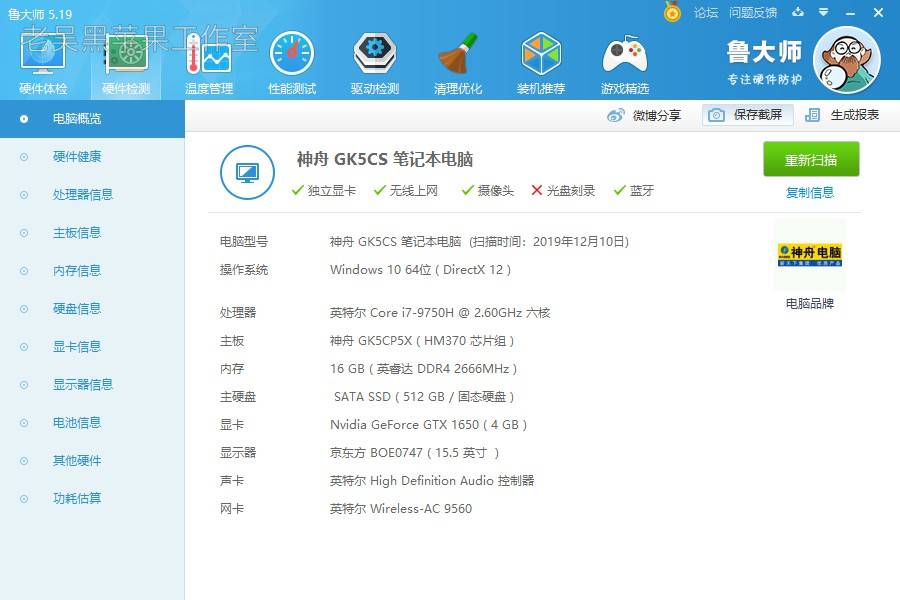 鲁大师 5.19
论坛 问题反馈
老吴黑苹果工作室
硬件体检 硬件检测 温度管理 性能测试 驱动检测 清理优化 装机推荐 游戏精选
鲁大师
专注硬件防护
微博分享 保存截屏 生成报表
电脑概览
硬件健康
处理器信息
主板信息
内存信息
硬盘信息
显卡信息
显示器信息
电池信息
其他硬件
功耗估算
神舟 GK5CS 笔记本电脑
独立显卡 无线上网 摄像头 光盘刻录 蓝牙
重新扫描
复制信息
电脑型号 神舟 GK5CS 笔记本电脑 (扫描时间：2019年12月10日)
操作系统 Windows 10 64位 ( DirectX 12 )
处理器 英特尔 Core i7-9750H @ 2.60GHz 六核
主板 神舟 GK5CP5X ( HM370 芯片组 )
内存 16 GB ( 英睿达 DDR4 2666MHz )
主硬盘 SATA SSD ( 512 GB / 固态硬盘 )
显卡 Nvidia GeForce GTX 1650 ( 4 GB )
显示器 京东方 BOE0747 ( 15.5 英寸 )
声卡 英特尔 High Definition Audio 控制器
网卡 英特尔 Wireless-AC 9560
神舟电脑
电脑品牌